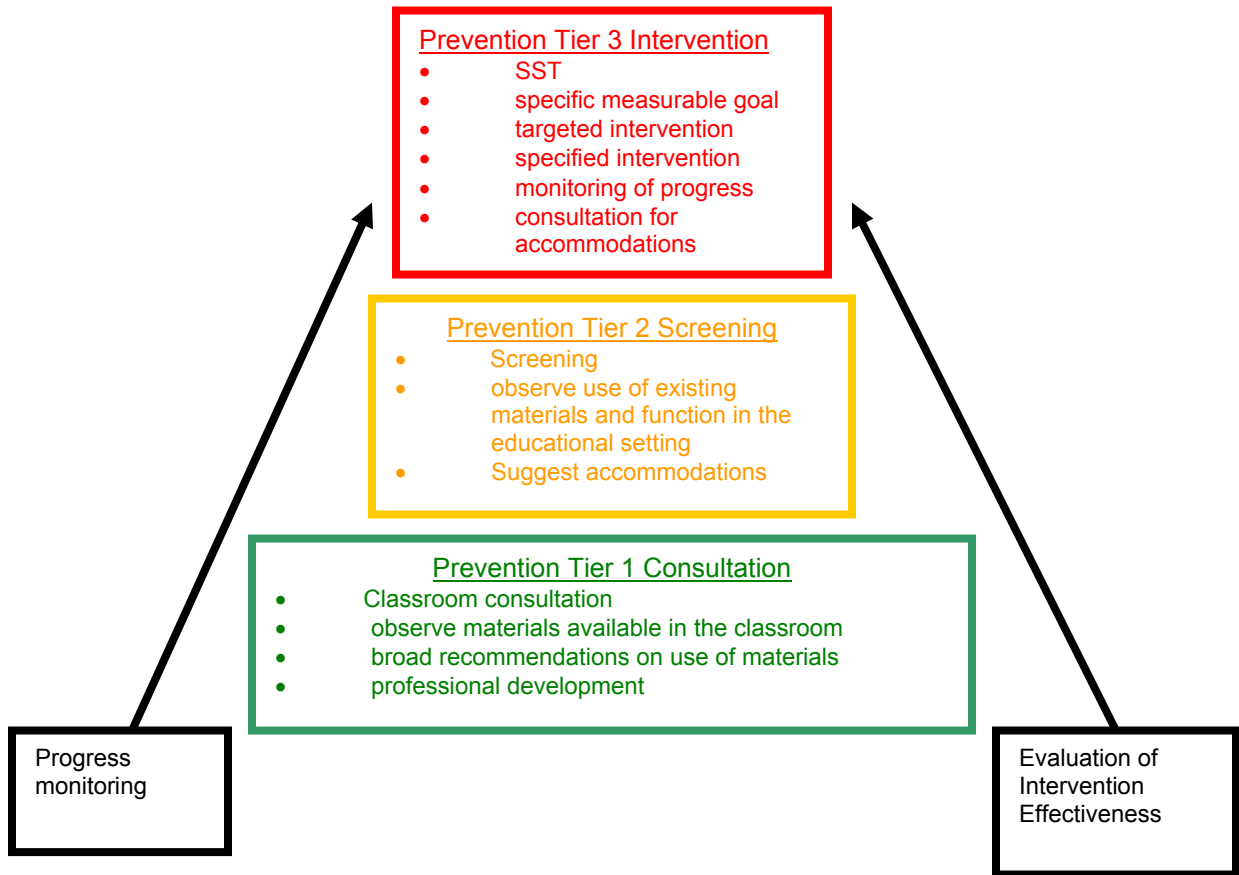 Prevention Tier 3 Intervention
• SST
• specific measurable goal
• targeted intervention
• specified intervention
• monitoring of progress
• consultation for
accommodations
Prevention Tier 2 Screening
• Screening
• observe use of existing
materials and function in the
educational setting
• Suggest accommodations
Prevention Tier 1 Consultation
• Classroom consultation
• observe materials available in the classroom
• broad recommendations on use of materials
• professional development
Progress
monitoring
Evaluation of
Intervention
Effectiveness